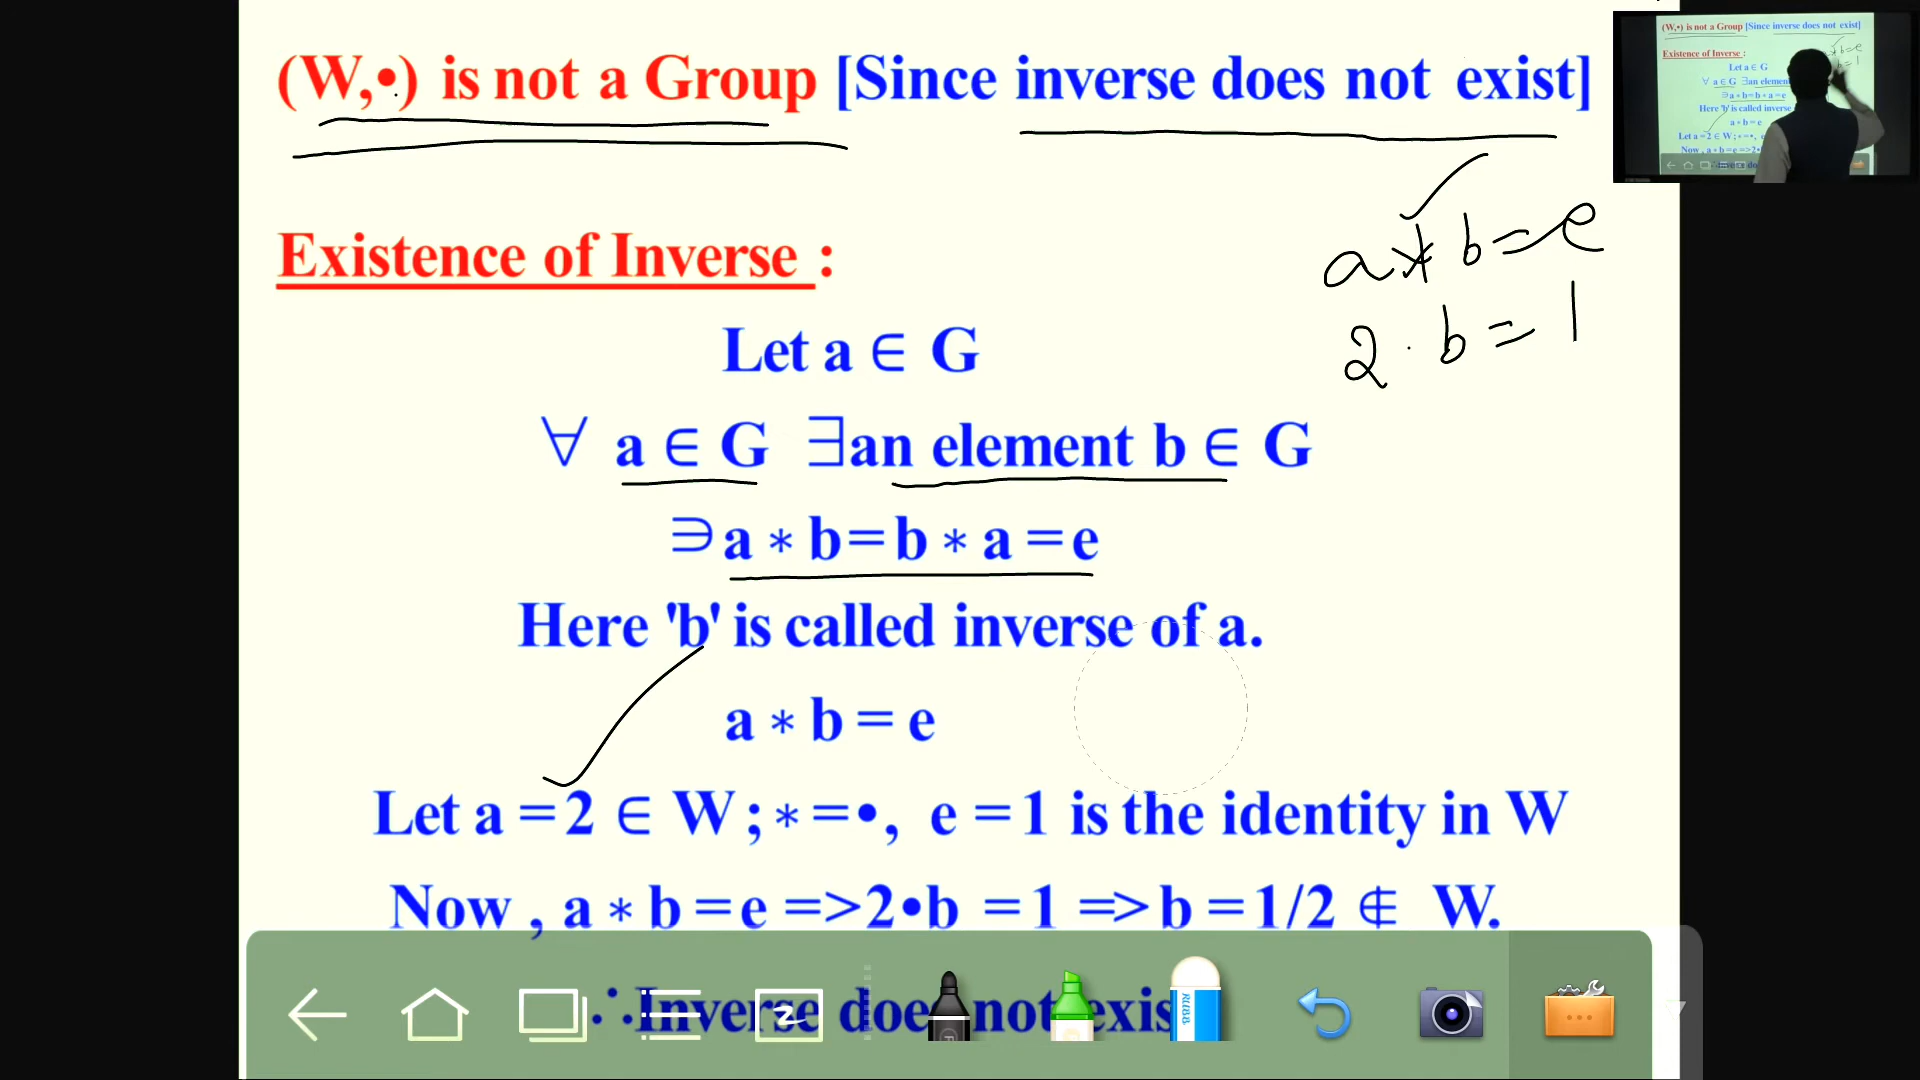 (W,•) is not a Group [Since inverse does not exist]
Existence of Inverse :
a * b = e
2 . b = 1
Let a ∈ G
∀ a ∈ G ∃an element b ∈ G
∋a ∗ b=b ∗ a =e
Here 'b' is called inverse of a.
a ∗ b = e
Let a =2 ∈ W ; ∗ =•, e =1 is the identity in W
Now , a ∗ b =e =>2•b =1 =>b =1/2 ∉ W.
∴Inverse does not exis